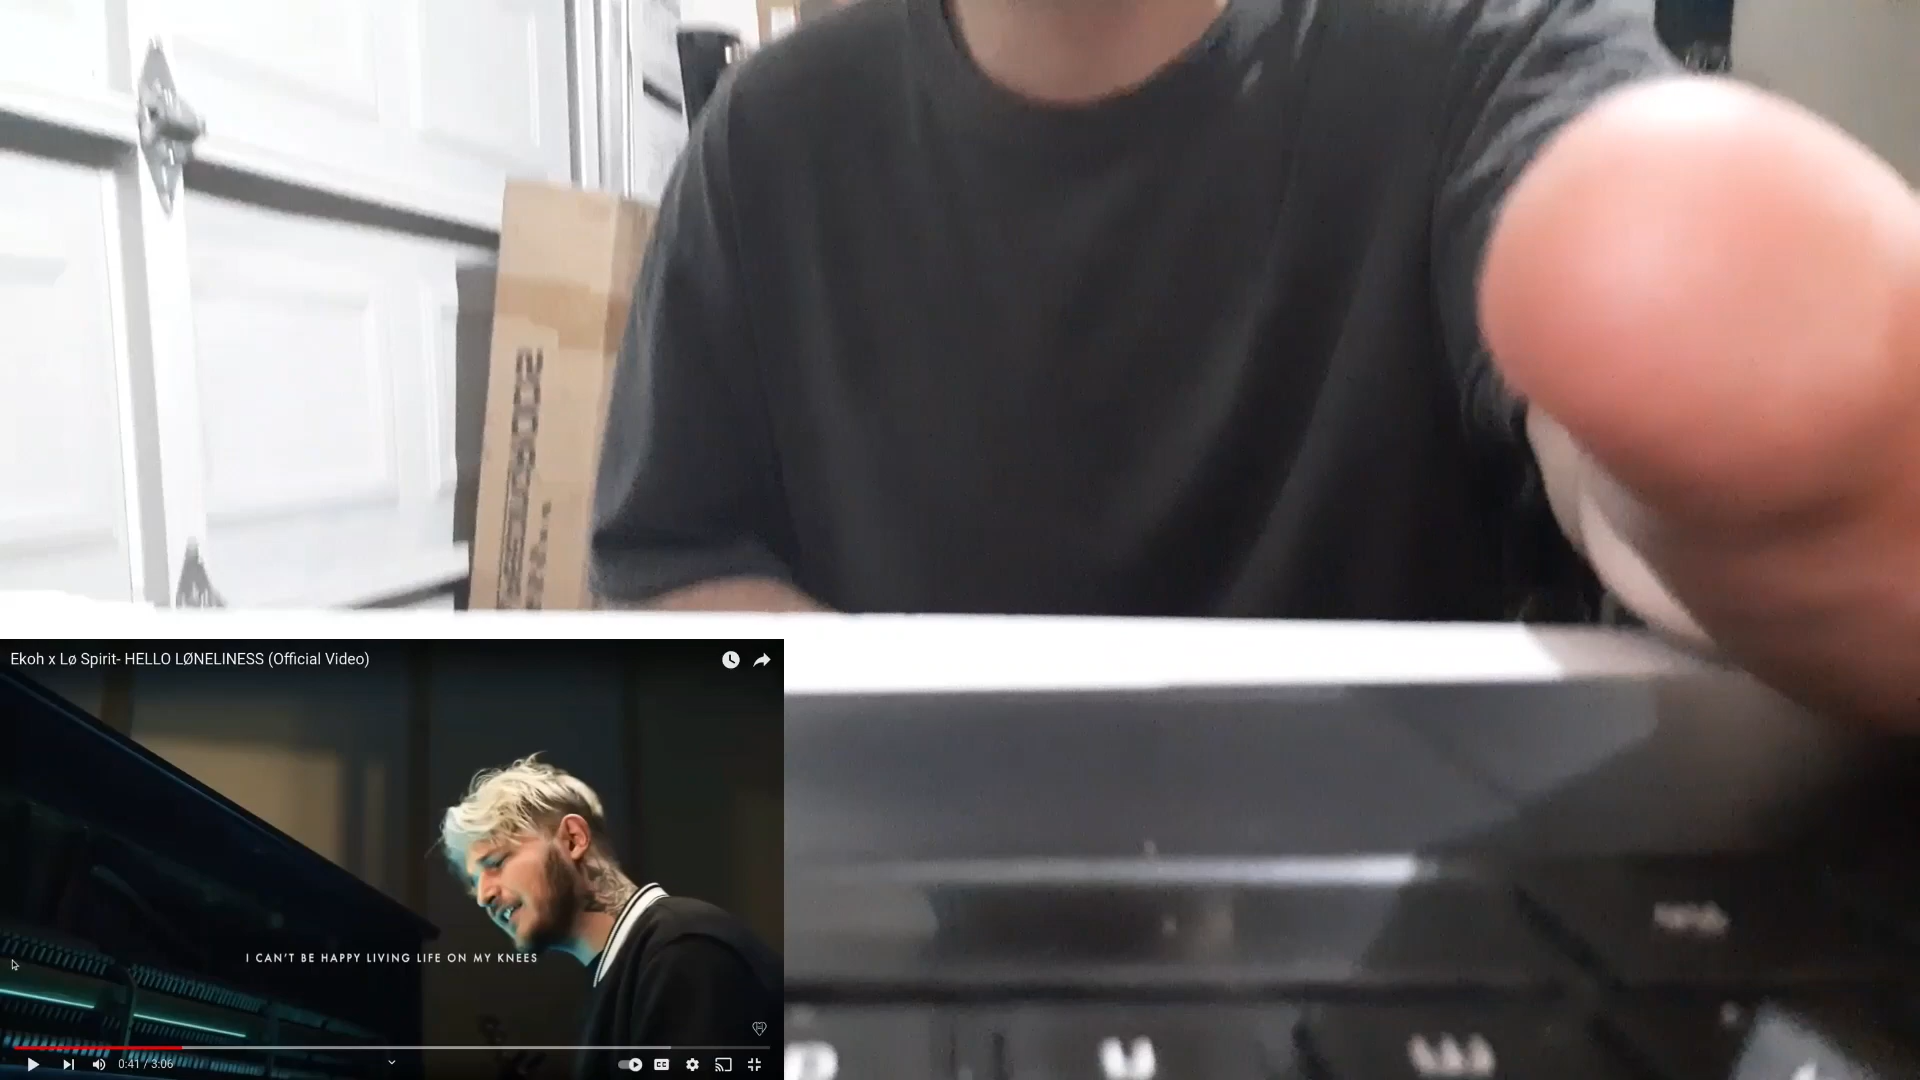 Ekoh x Lø Spirit- HELLO LØNELINESS (Official Video)
I CAN'T BE HAPPY LIVING LIFE ON MY KNEES
CC
0:41 / 3:06